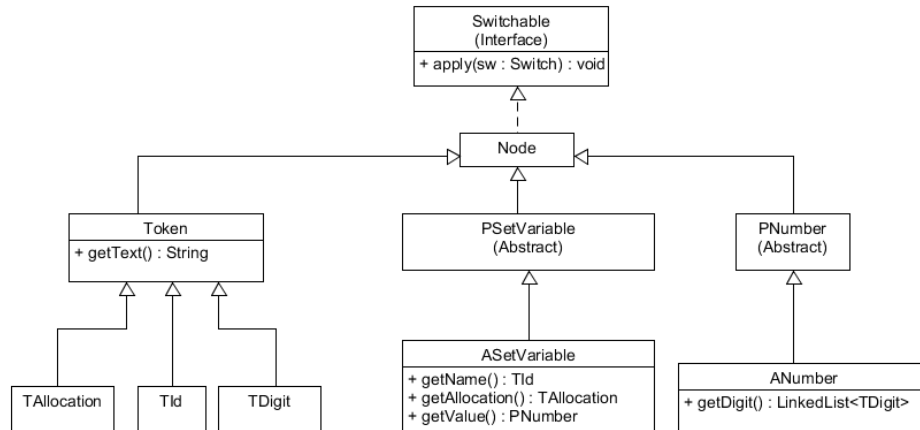 Switchable
(Interface)
+ apply(sw : Switch) : void
Node
Token
+ getText() : String
PSetVariable
(Abstract)
PNumber
(Abstract)
TAllocation
TId
TDigit
ASetVariable
+ getName() : TId
+ getAllocation() : TAllocation
+ getValue() : PNumber
ANumber
+ getDigit() : LinkedList<TDigit>